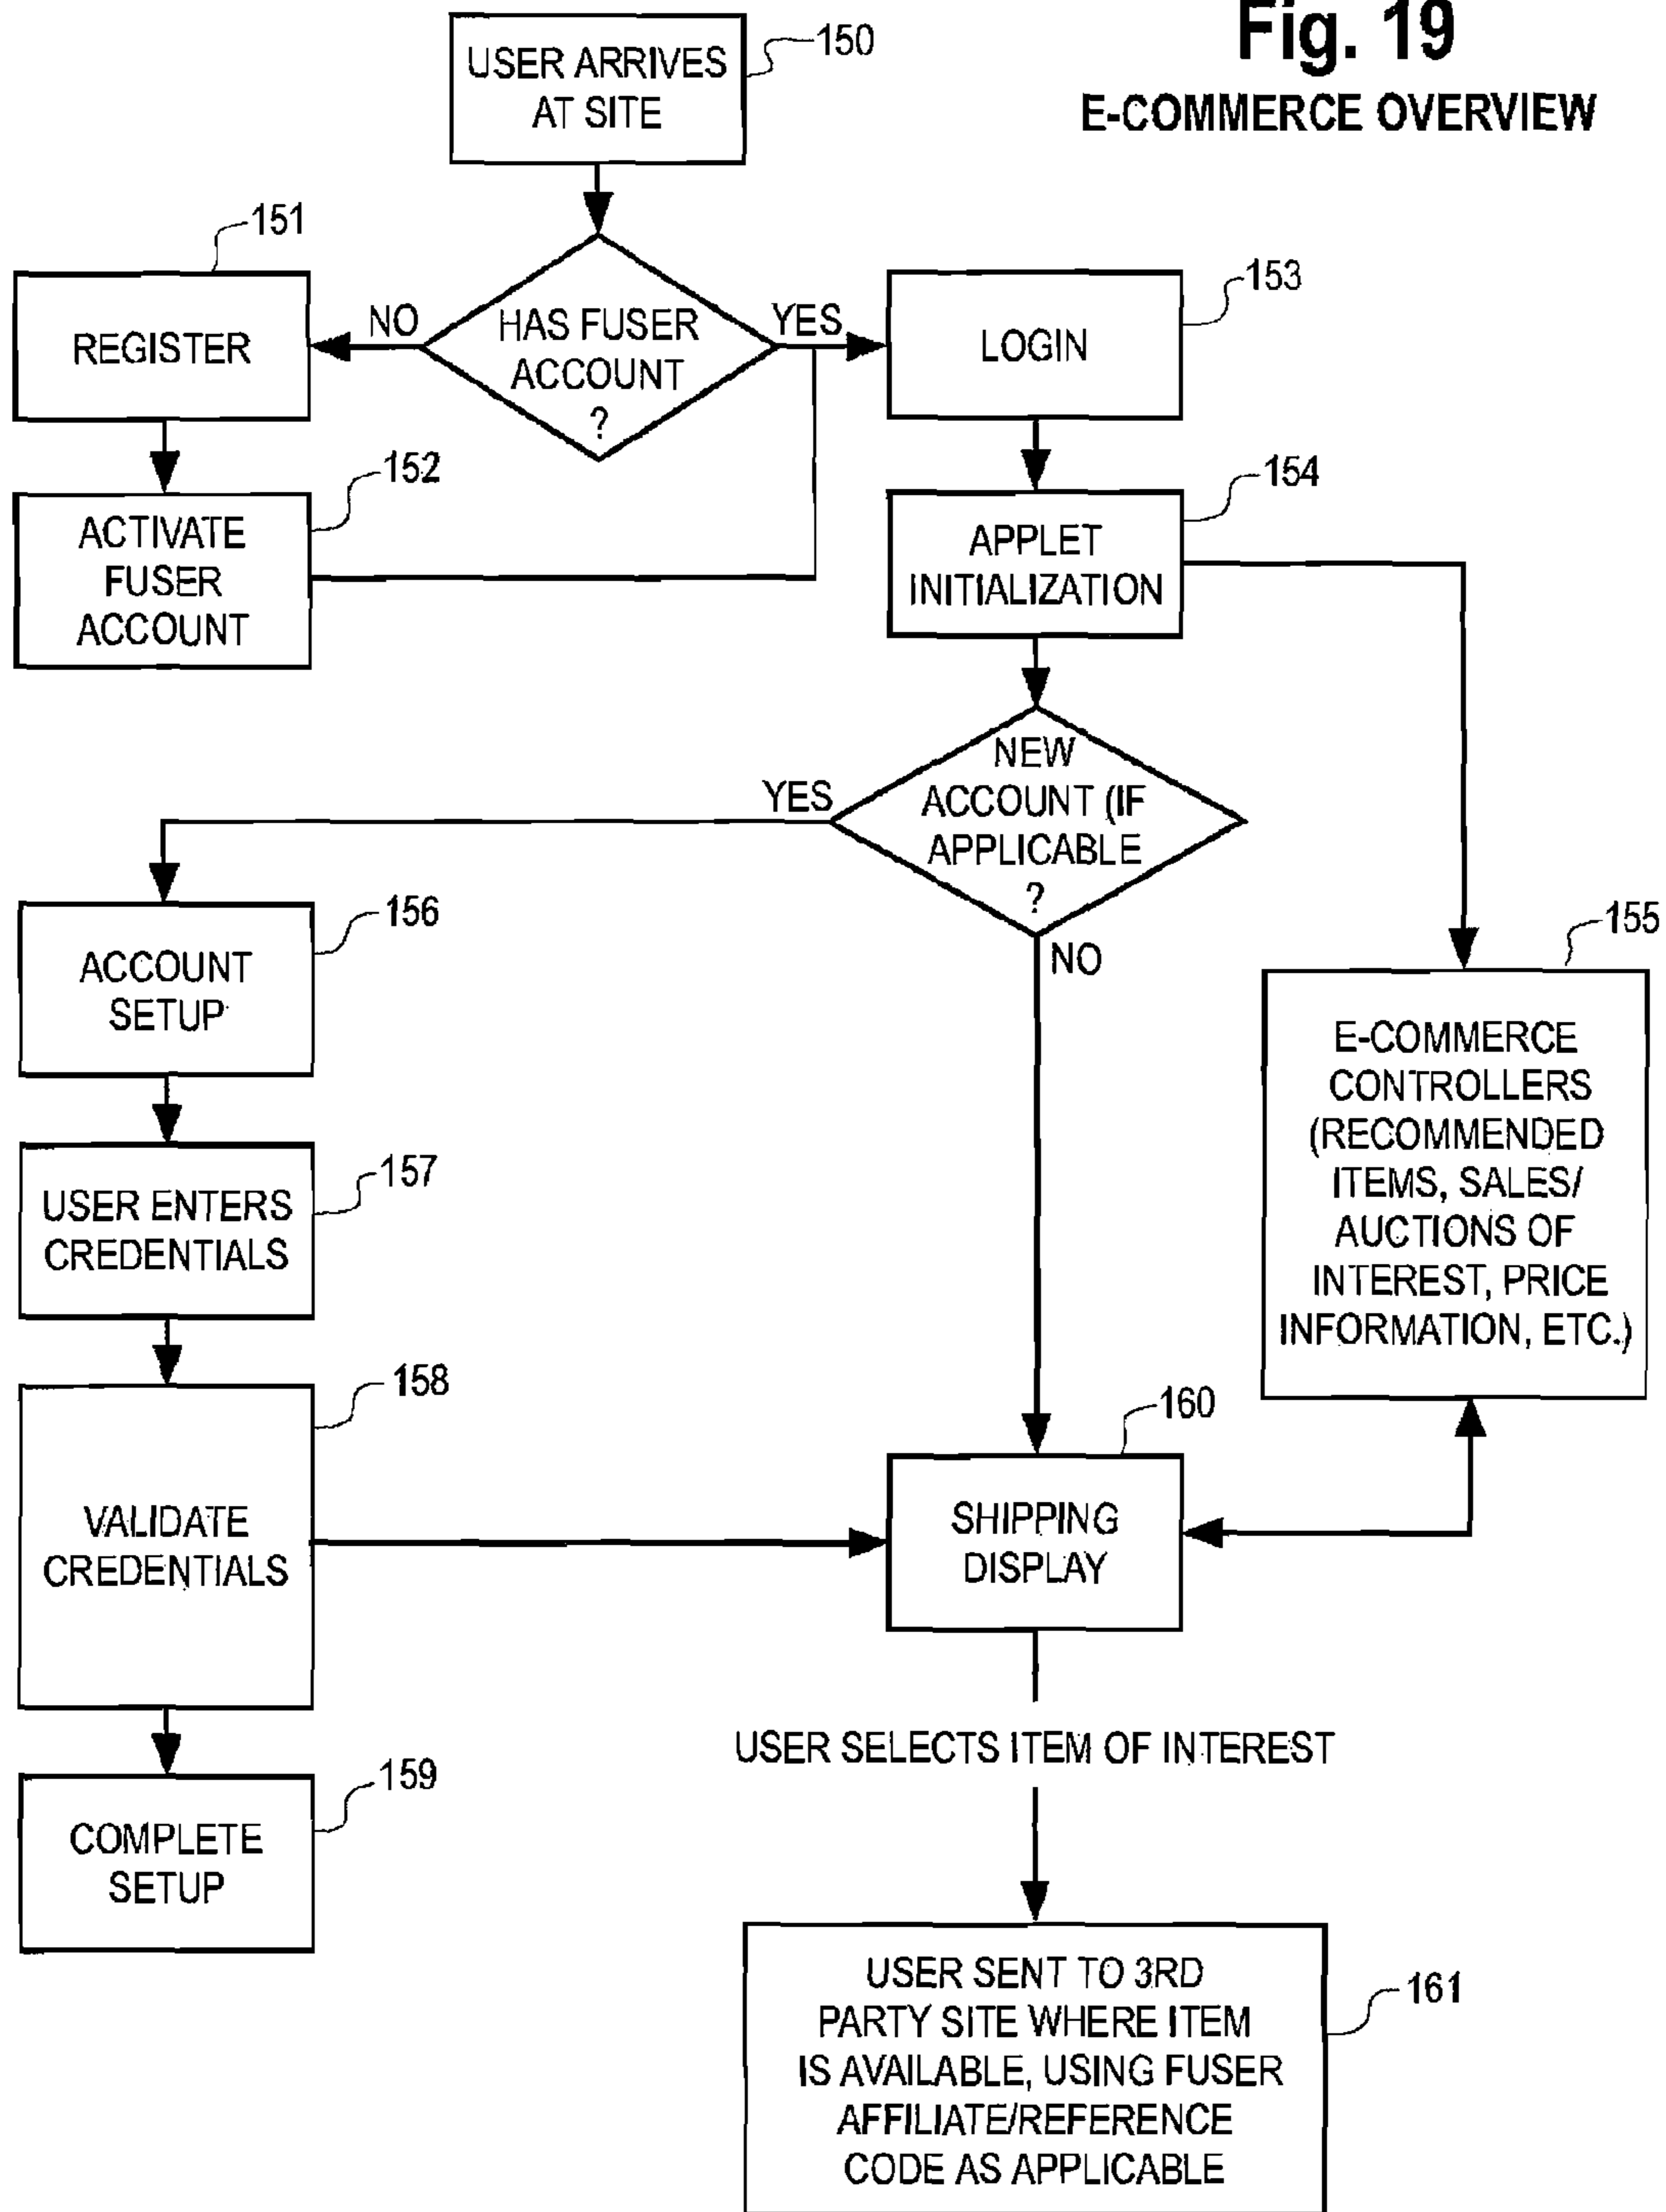 Fig. 19
E-COMMERCE OVERVIEW
150
USER ARRIVES
AT SITE
HAS FUSER
ACCOUNT
?
NO
YES
151
REGISTER
152
ACTIVATE
FUSER
ACCOUNT
153
LOGIN
154
APPLET
INITIALIZATION
NEW
ACCOUNT (IF
APPLICABLE
?
YES
NO
155
E-COMMERCE
CONTROLLERS
(RECOMMENDED
ITEMS, SALES/
AUCTIONS OF
INTEREST, PRICE
INFORMATION, ETC.)
156
ACCOUNT
SETUP
157
USER ENTERS
CREDENTIALS
158
VALIDATE
CREDENTIALS
159
COMPLETE
SETUP
160
SHIPPING
DISPLAY
USER SELECTS ITEM OF INTEREST
161
USER SENT TO 3RD
PARTY SITE WHERE ITEM
IS AVAILABLE, USING FUSER
AFFILIATE/REFERENCE
CODE AS APPLICABLE